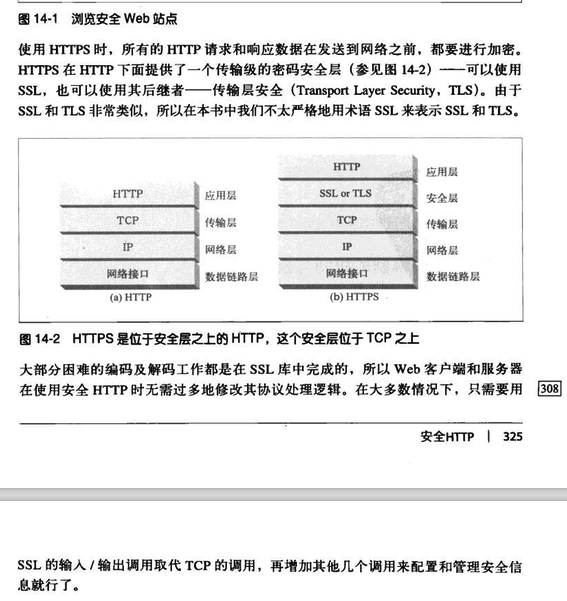 图 14-1 浏览安全 Web 站点
使用 HTTPS 时，所有的 HTTP 请求和响应数据在发送到网络之前，都要进行加密。
HTTPS 在 HTTP 下面提供了一个传输级的密码安全层（参见图 14-2）——可以使用
SSL，也可以使用其后继者——传输层安全（Transport Layer Security，TLS）。由于
SSL 和 TLS 非常类似，所以在本书中我们不太严格地用术语 SSL 来表示 SSL 和 TLS。
HTTP 应用层
TCP 传输层
IP 网络层
网络接口 数据链路层
(a) HTTP
HTTP 应用层
SSL or TLS 安全层
TCP 传输层
IP 网络层
网络接口 数据链路层
(b) HTTPS
图 14-2 HTTPS 是位于安全层之上的 HTTP，这个安全层位于 TCP 之上
大部分困难的编码及解码工作都是在 SSL 库中完成的，所以 Web 客户端和服务器
在使用安全 HTTP 时无需过多地修改其协议处理逻辑。在大多数情况下，只需要用
308
安全HTTP | 325
SSL 的输入 / 输出调用取代 TCP 的调用，再增加其他几个调用来配置和管理安全信
息就行了。